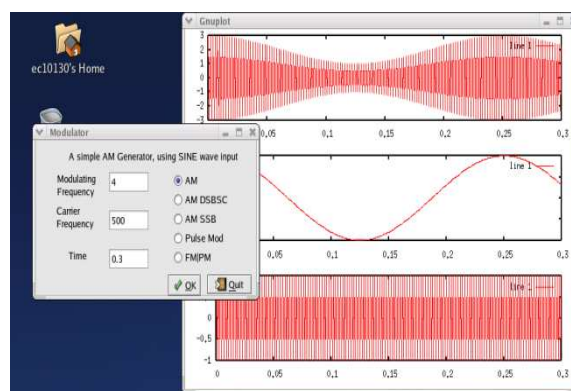 Gnuplot
ec10130's Home
3
2
1
0
-1
-2
-3
line 1
0.05
0.1
0.15
0.2
0.25
0.3
Modulator
A simple AM Generator, using SINE wave input
Modulating Frequency
4
Carrier Frequency
500
Time
0.3
AM
AM DSBSC
AM SSB
Pulse Mod
FM|PM
OK
Quit
line 1
0.05
0.1
0.15
0.2
0.25
0.3
line 1
0
-0.5
-1
0
0.05
0.1
0.15
0.2
0.25
0.3